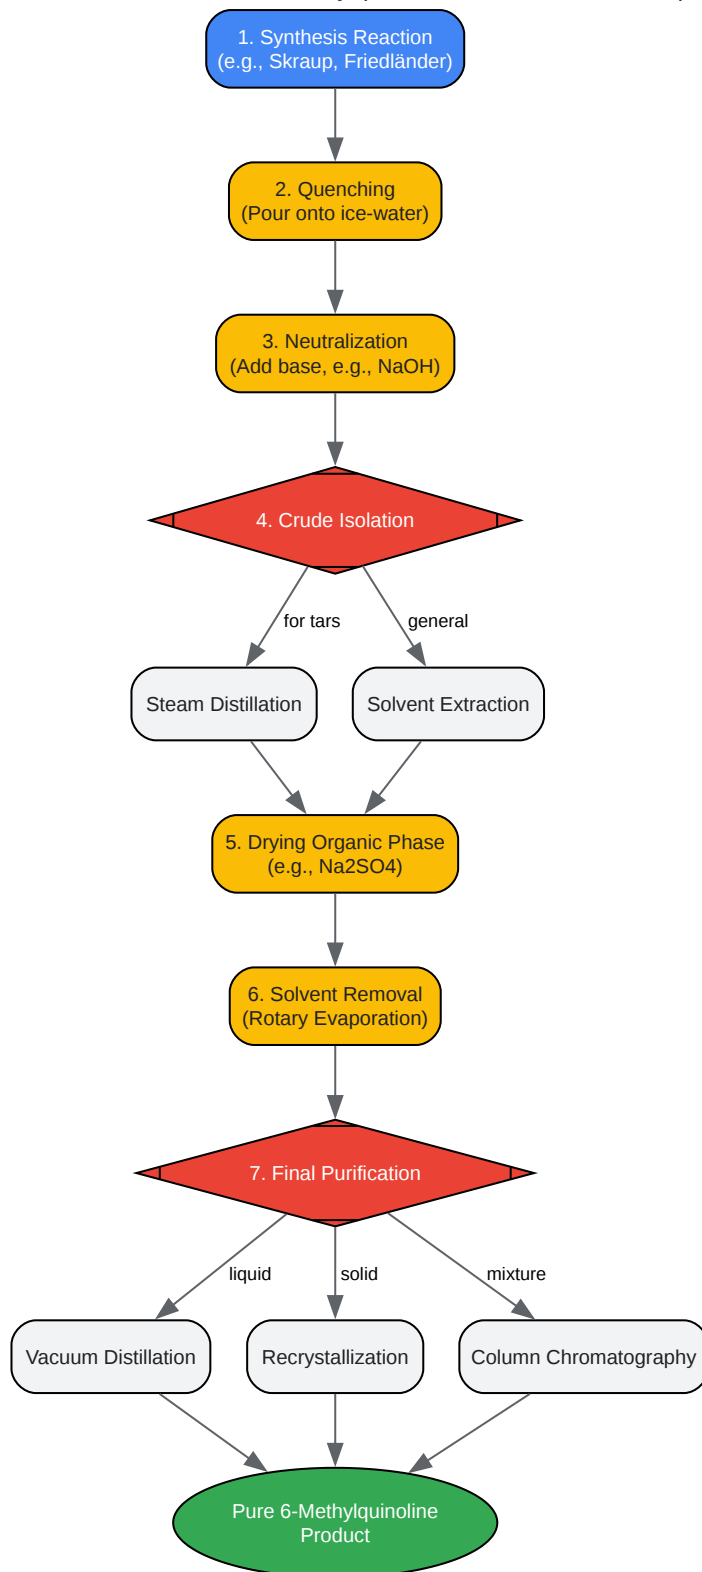 1. Synthesis Reaction
(e.g., Skraup, Friedländer)
2. Quenching
(Pour onto ice-water)
3. Neutralization
(Add base, e.g., NaOH)
4. Crude Isolation
for tars
general
Steam Distillation
Solvent Extraction
5. Drying Organic Phase
(e.g., Na2SO4)
6. Solvent Removal
(Rotary Evaporation)
7. Final Purification
liquid
solid
mixture
Vacuum Distillation
Recrystallization
Column Chromatography
Pure 6-Methylquinoline
Product